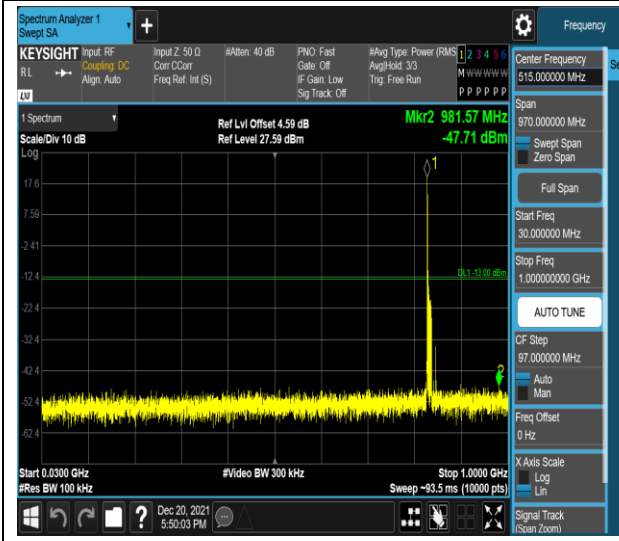 Spectrum Analyzer 1
Swept SA
Frequency
KEYSIGHT
RL
Input: RF
Coupling: DC
Align: Auto
Input Z: 50 Ω
Corr CCorr
Freq Ref: Int (S)
#Atten: 40 dB
PNO: Fast
Gate: Off
IF Gain: Low
Sig Track: Off
#Avg Type: Power (RMS
Avg|Hold: 3/3
Trig: Free Run
1 2 3 4 5 6
M W W W W W
P P P P P P
LXI
1 Spectrum
Scale/Div 10 dB
Log
Ref Lvl Offset 4.59 dB
Ref Level 27.59 dBm
Mkr2 981.57 MHz
-47.71 dBm
1
17.6
7.59
-2.41
-12.4
DL1 -13.00 dBm
-22.4
-32.4
-42.4
2
-52.4
-62.4
Start 0.0300 GHz
#Res BW 100 kHz
#Video BW 300 kHz
Stop 1.0000 GHz
Sweep ~93.5 ms (10000 pts)
Dec 20, 2021
5:50:03 PM
Center Frequency
515.000000 MHz
Se
Span
970.000000 MHz
Swept Span
Zero Span
Full Span
Start Freq
30.000000 MHz
Stop Freq
1.000000000 GHz
AUTO TUNE
CF Step
97.000000 MHz
Auto
Man
Freq Offset
0 Hz
X Axis Scale
Log
Lin
Signal Track
(Span Zoom)